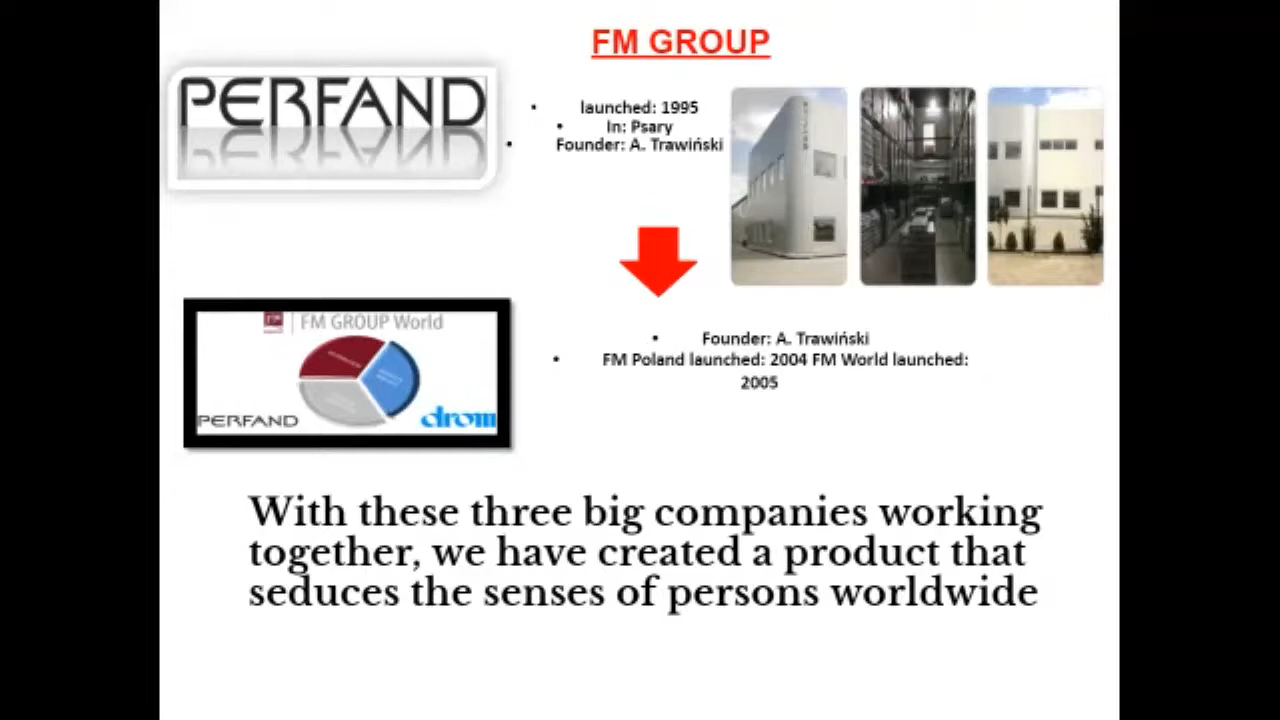 FM GROUP
PERFAND
launched: 1995
In: Psary
Founder: A. Trawiński
FM GROUP World
PERFAND
drom
Founder: A. Trawiński
FM Poland launched: 2004 FM World launched:
2005
With these three big companies working
together, we have created a product that
seduces the senses of persons worldwide